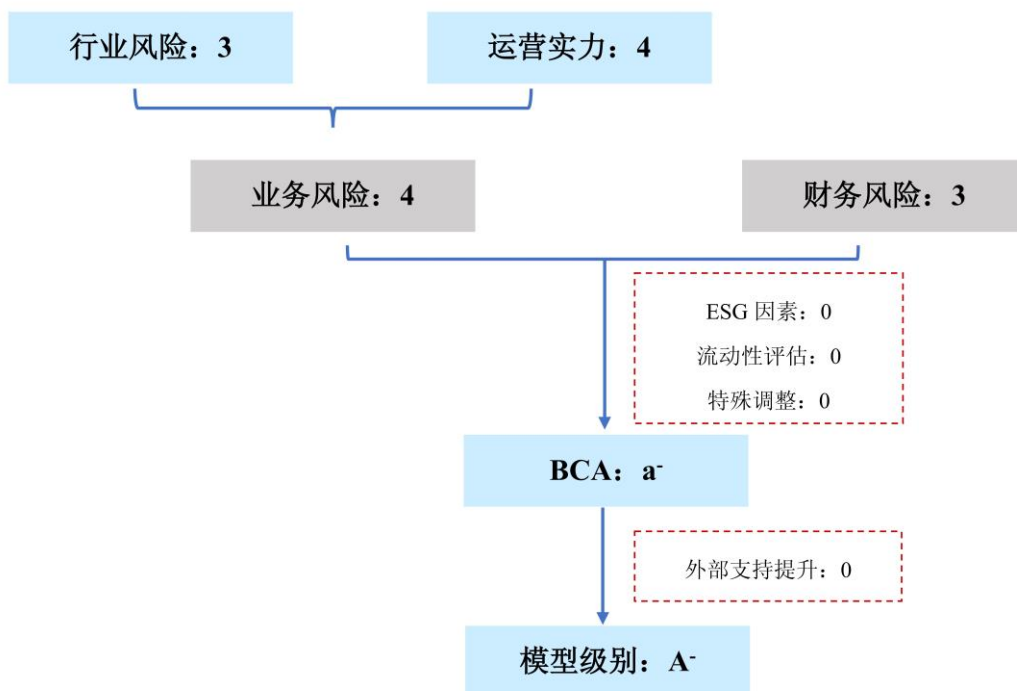 行业风险：3
运营实力：4
业务风险：4
财务风险：3
ESG 因素：0
流动性评估：0
特殊调整：0
BCA：a-
外部支持提升：0
模型级别：A-